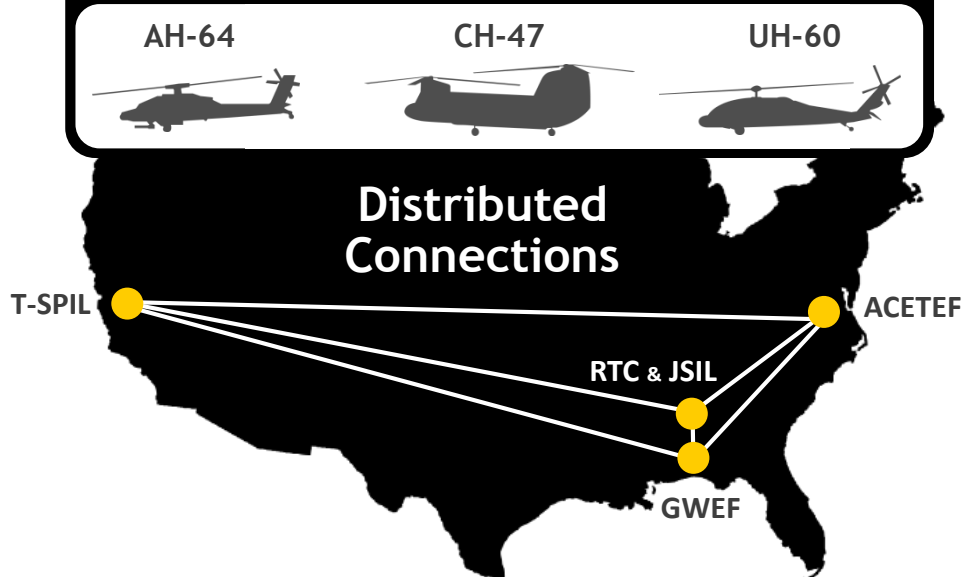 AH-64
CH-47
UH-60
Distributed
Connections
T-SPIL
ACETEF
RTC & JSIL
GWEF